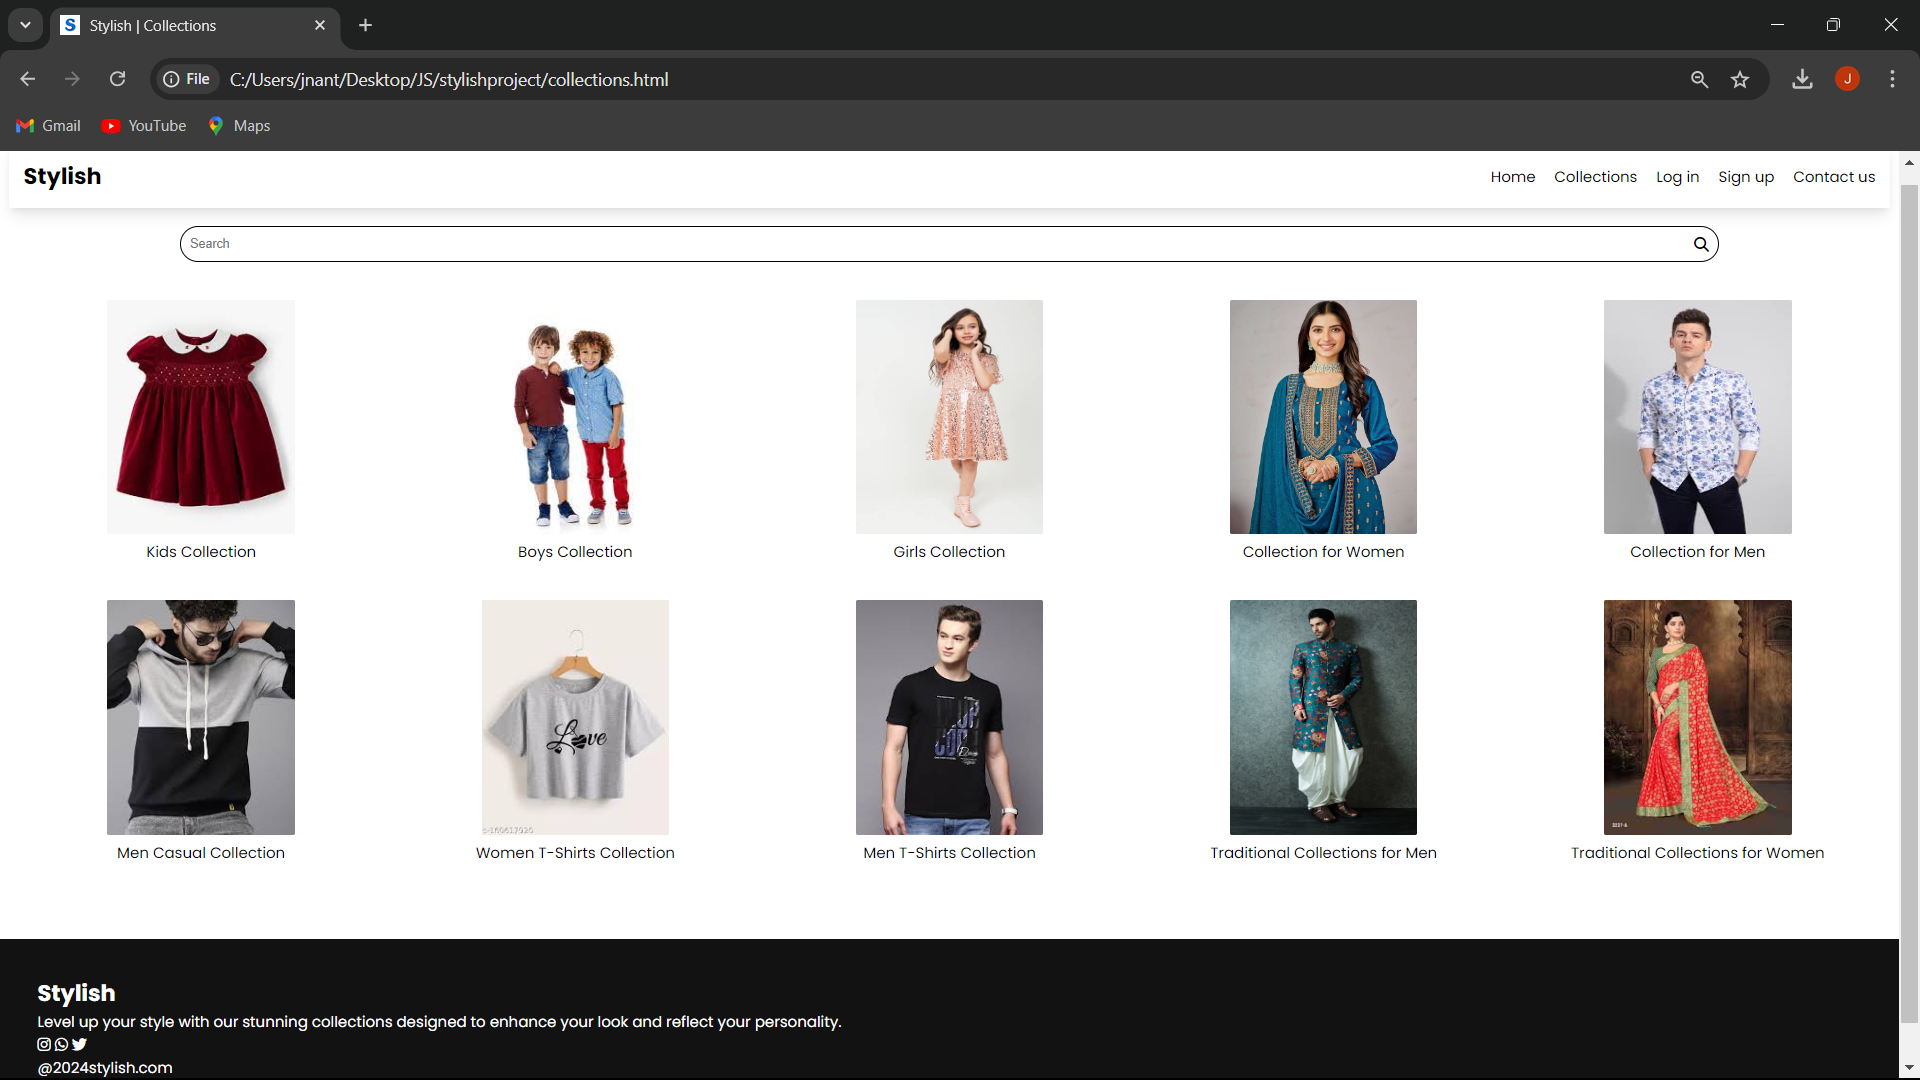 S Stylish | Collections
File C:/Users/jnant/Desktop/JS/stylishproject/collections.html
J
Gmail YouTube Maps
Stylish Home Collections Log in Sign up Contact us
Search
Kids Collection Boys Collection Girls Collection Collection for Women Collection for Men
Love
Men Casual Collection Women T-Shirts Collection Men T-Shirts Collection Traditional Collections for Men Traditional Collections for Women
Stylish
Level up your style with our stunning collections designed to enhance your look and reflect your personality.
@2024stylish.com